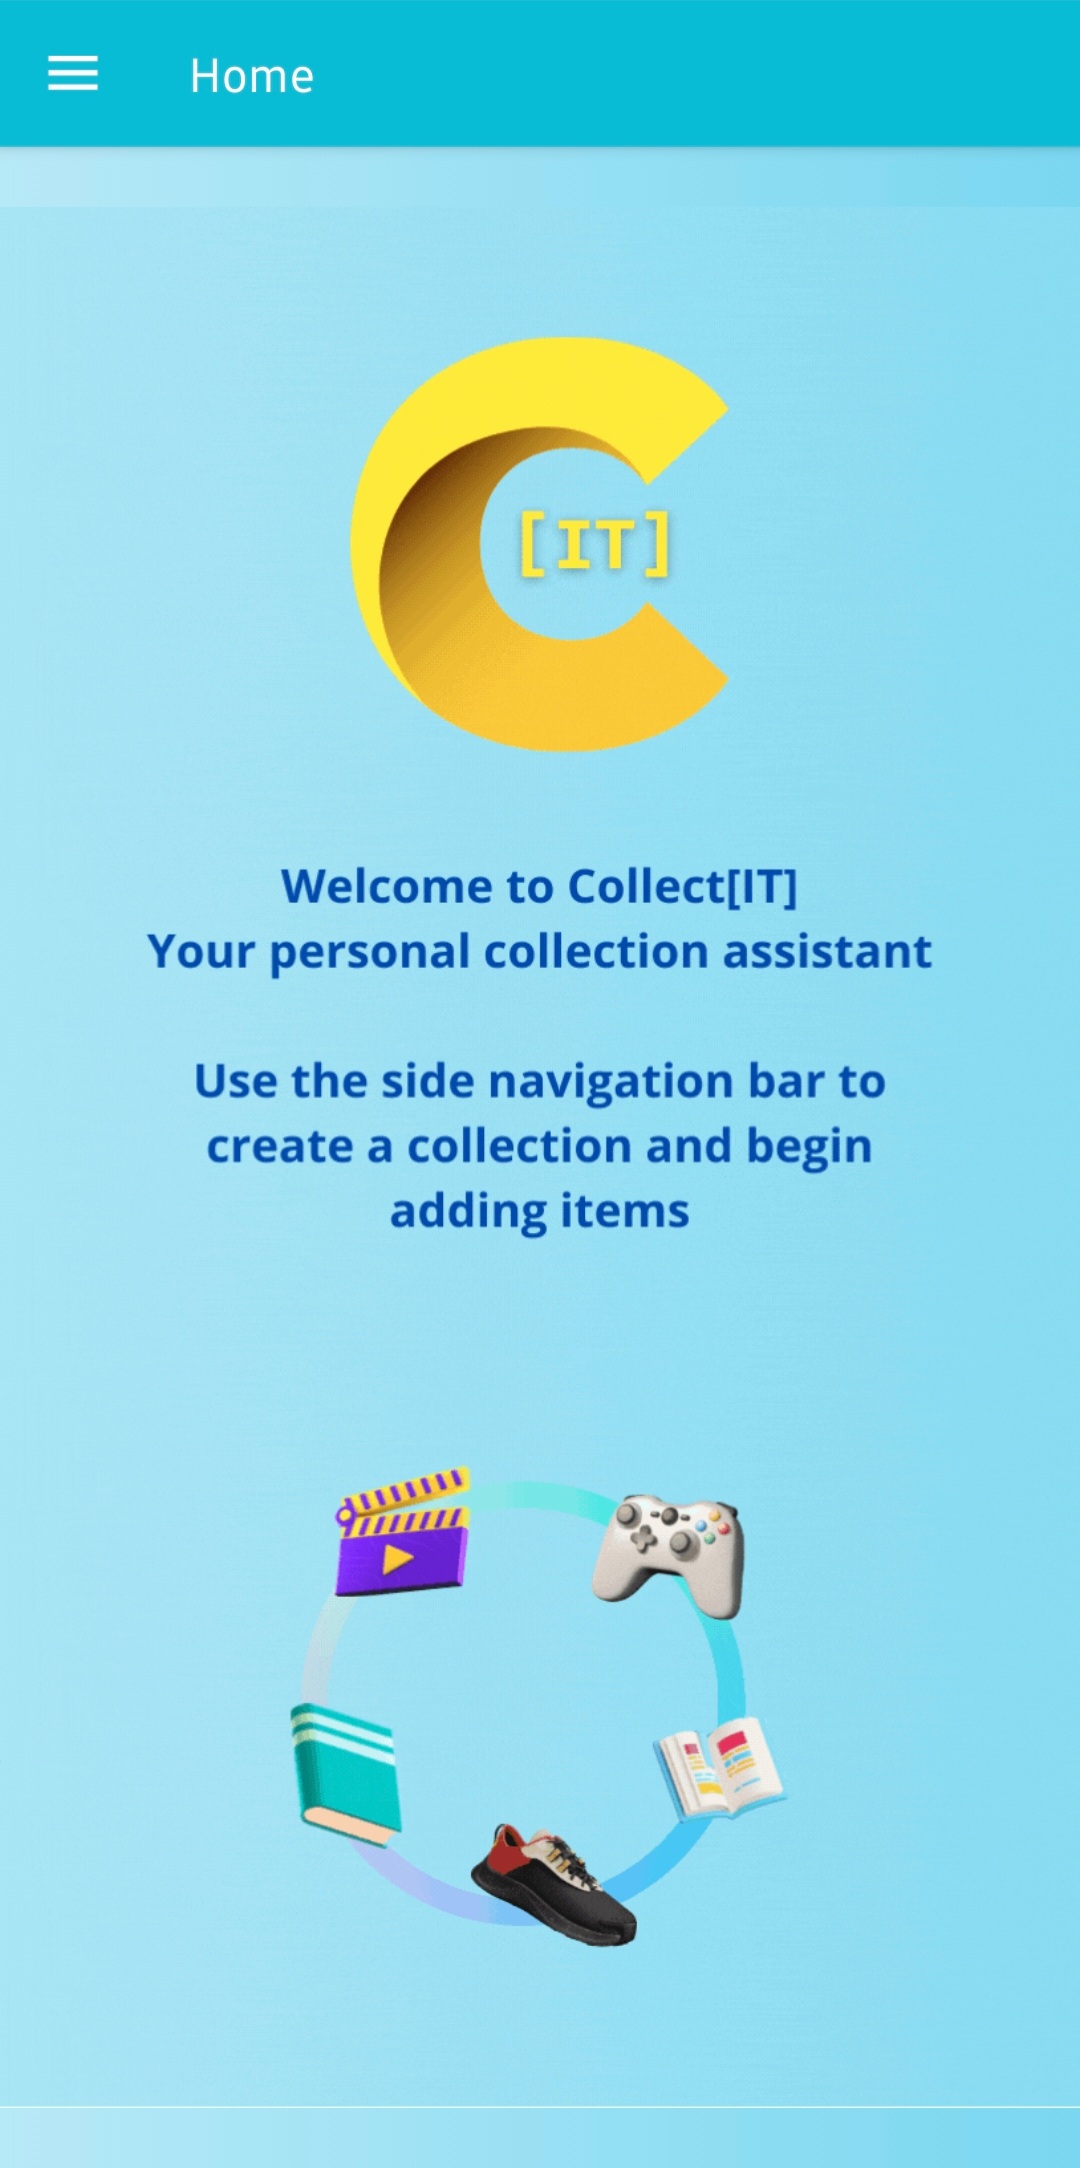 Home
[IT]
Welcome to Collect[IT]
Your personal collection assistant
Use the side navigation bar to
create a collection and begin
adding items